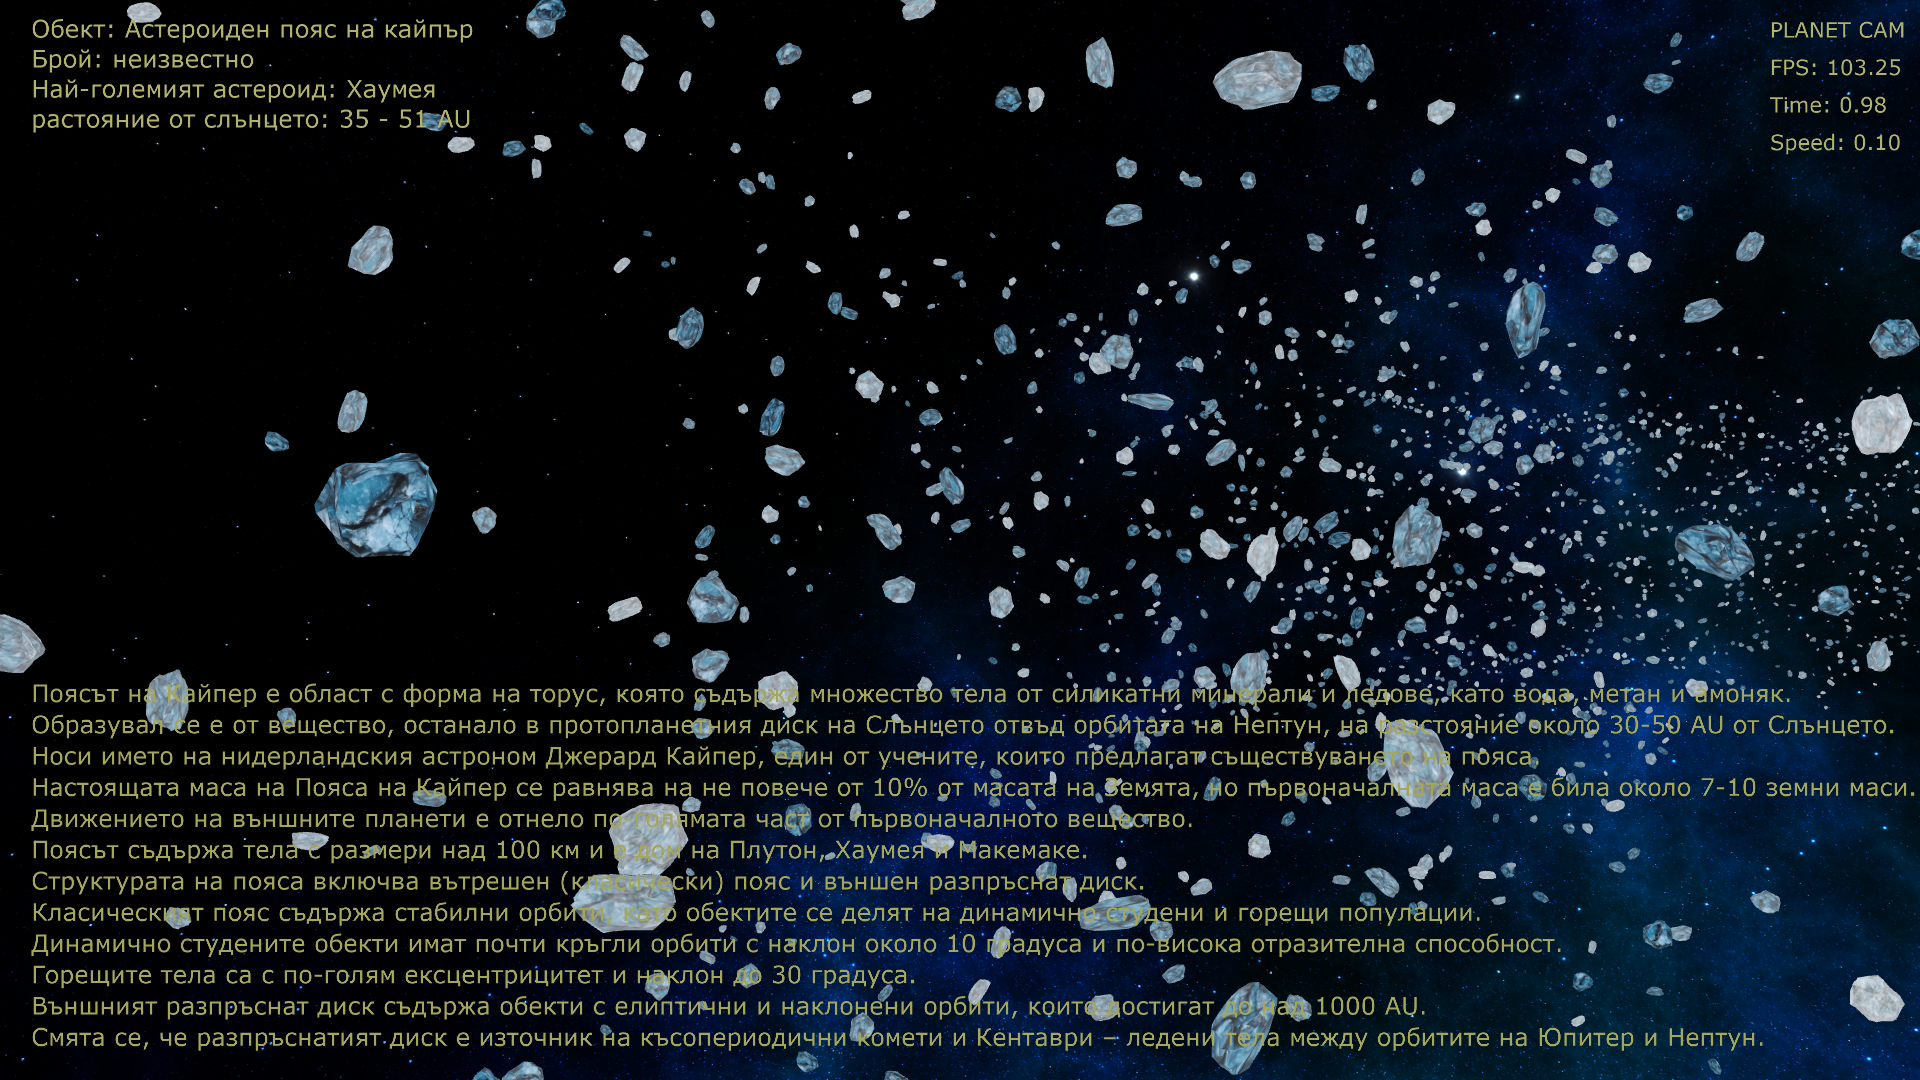 Обект: Астероиден пояс на кайпър
Брой: неизвестно
Най-големият астероид: Хаумея
растояние от слънцето: 35 - 51 AU
PLANET CAM
FPS: 103.25
Time: 0.98
Speed: 0.10
Поясът на Кайпер е област с форма на торус, която съдържа множество тела от силикатни минерали и ледове, като вода, метан и амоняк.
Образувал се е от вещество, останало в протопланетния диск на Слънцето отвъд орбитата на Нептун, на разстояние около 30-50 AU от Слънцето.
Носи името на нидерландския астроном Джерард Кайпер, един от учените, които предлагат съществуването на пояса.
Настоящата маса на Пояса на Кайпер се равнява на не повече от 10% от масата на Земята, но първоначалната маса е била около 7-10 земни маси.
Движението на външните планети е отнело по-голямата част от първоначалното вещество.
Поясът съдържа тела с размери над 100 км и е дом на Плутон, Хаумея и Макемаке.
Структурата на пояса включва вътрешен (класически) пояс и външен разпръснат диск.
Класическият пояс съдържа стабилни орбити, като обектите се делят на динамично студени и горещи популации.
Динамично студените обекти имат почти кръгли орбити с наклон около 10 градуса и по-висока отразителна способност.
Горещите тела са с по-голям ексцентрицитет и наклон до 30 градуса.
Външният разпръснат диск съдържа обекти с елиптични и наклонени орбити, които достигат до над 1000 AU.
Смята се, че разпръснатият диск е източник на късопериодични комети и Кентаври – ледени тела между орбитите на Юпитер и Нептун.